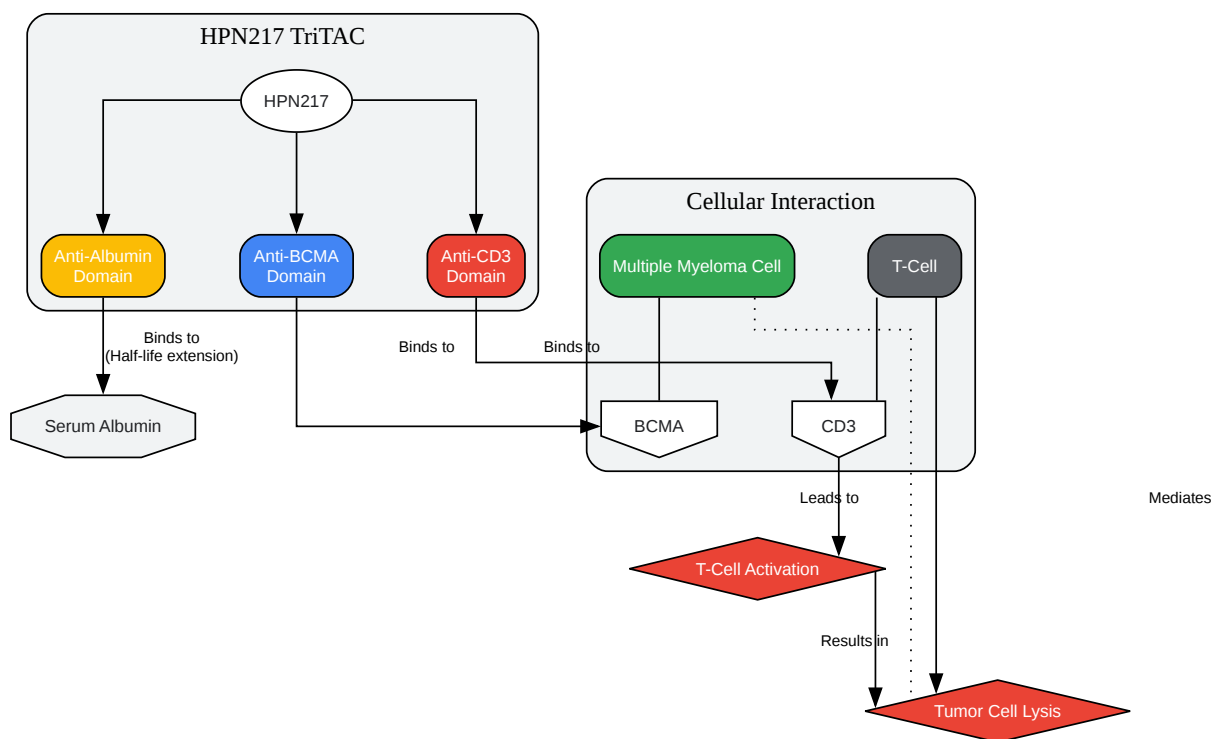 HPN217 TriTAC
HPN217
Anti-Albumin
Domain
Anti-BCMA
Domain
Anti-CD3
Domain
Cellular Interaction
Multiple Myeloma Cell
T-Cell
Binds to
(Half-life extension)
Binds to
Binds to
Serum Albumin
BCMA
CD3
Leads to
Mediates
T-Cell Activation
Results in
Tumor Cell Lysis